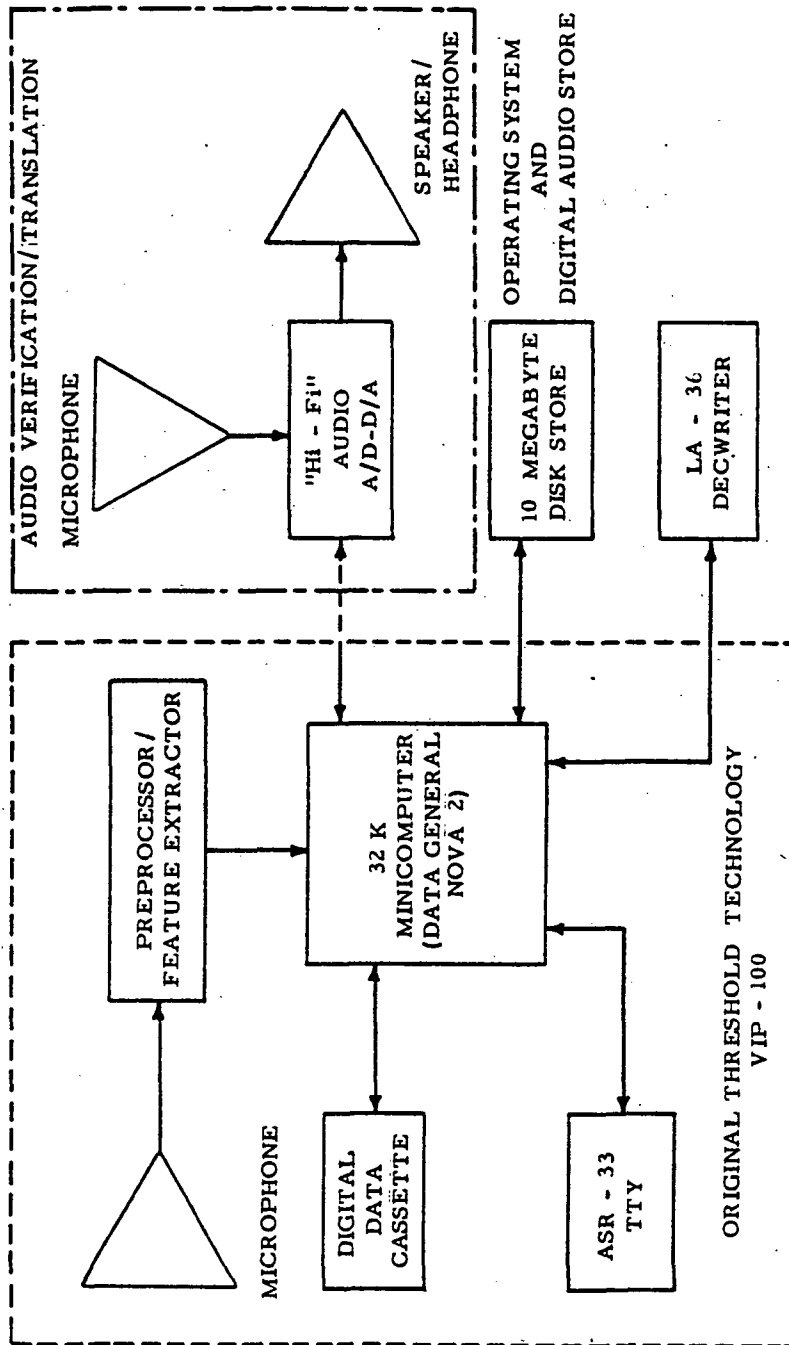 AUDIO VERIFICATION/TRANSLATION
MICROPHONE
"Hi - Fi"
AUDIO
A/D-D/A
SPEAKER/
HEADPHONE
PREPROCESSOR/
FEATURE EXTRACTOR
MICROPHONE
32 K
MINICOMPUTER
(DATA GENERAL
NOVA 2)
10 MEGABYTE
DISK STORE
OPERATING SYSTEM
AND
DIGITAL AUDIO STORE
DIGITAL
DATA
CASSETTE
LA - 36
DECWRITER
ASR - 33
TTY
ORIGINAL THRESHOLD TECHNOLOGY
VIP - 100